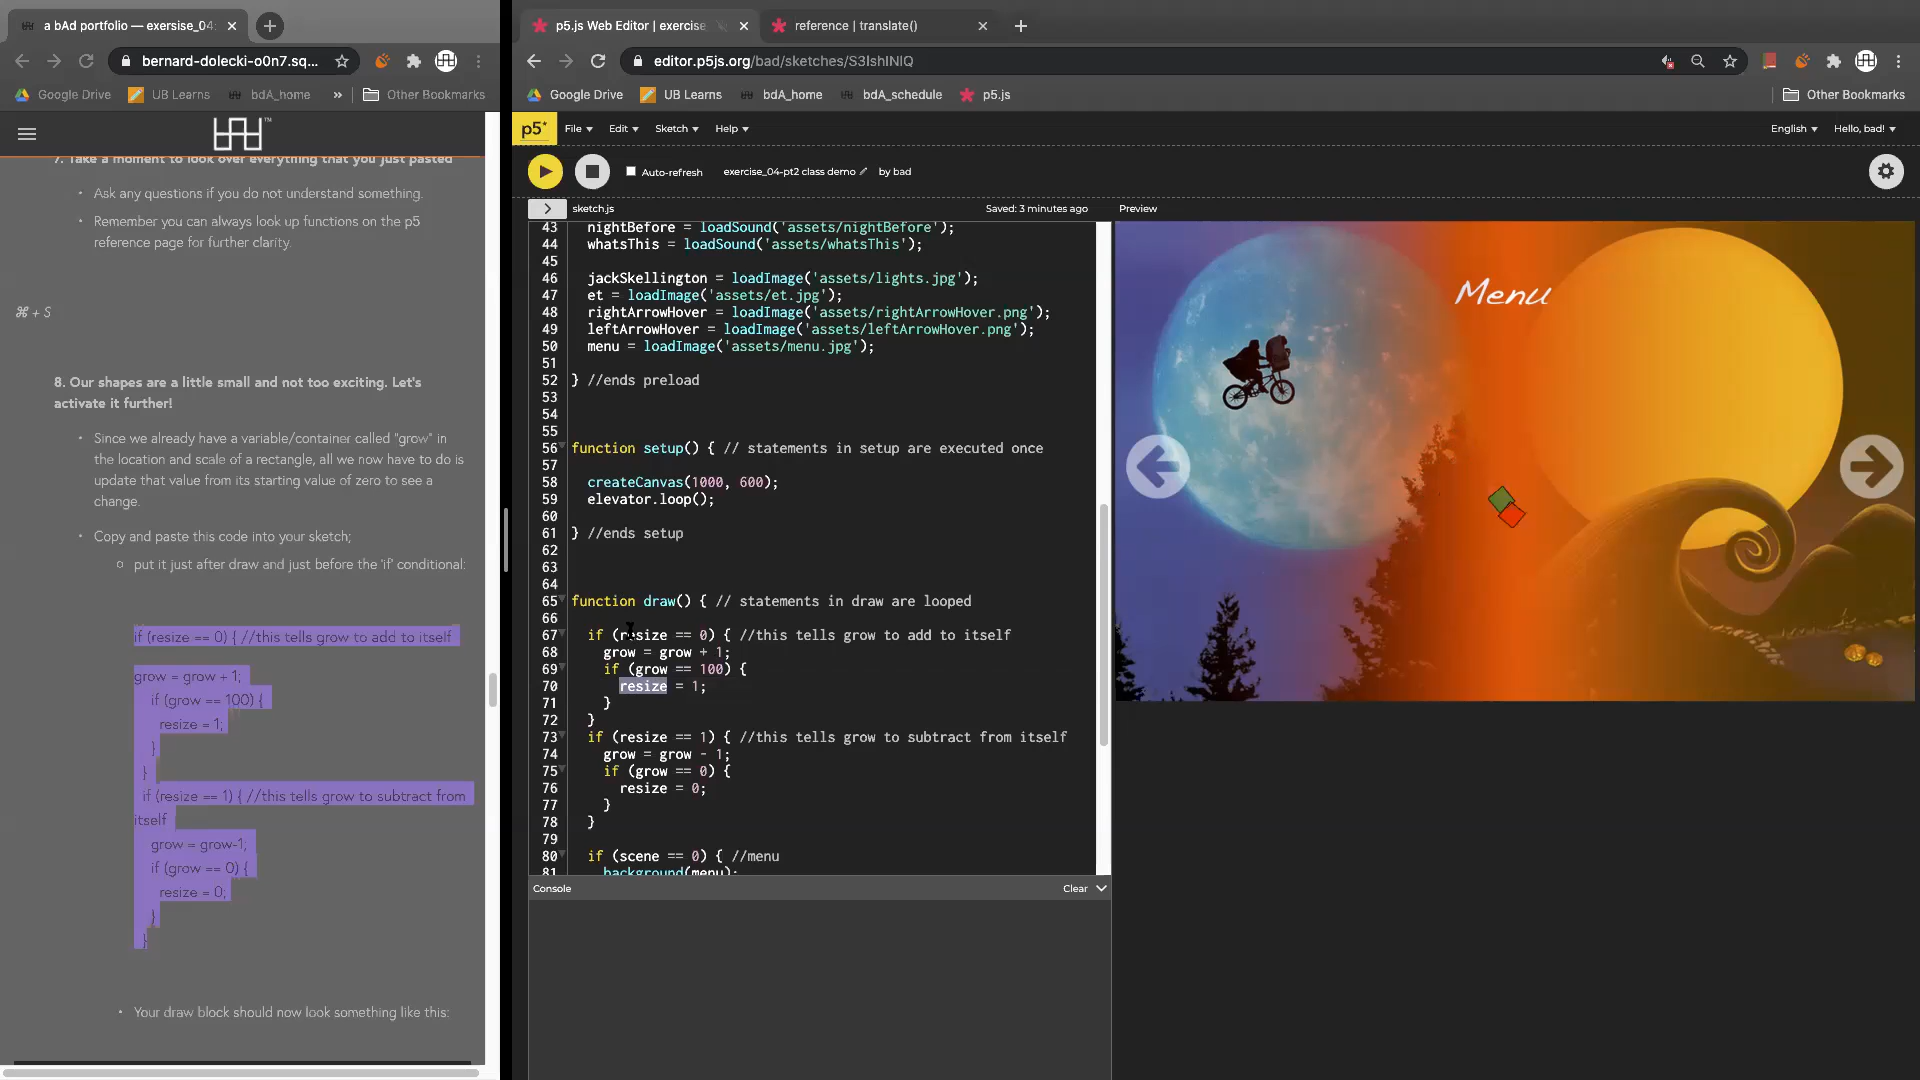 a bAd portfolio — exersise_04:
p5.js Web Editor | exercise
reference | translate()
bernard-dolecki-o0n7.sq...
editor.p5js.org/bad/sketches/S3IshINlQ
Google Drive
UB Learns
bdA_home
»
Other Bookmarks
Google Drive
UB Learns
bdA_home
bdA_schedule
p5.js
Other Bookmarks
7. Take a moment to look over everything that you just pasted
• Ask any questions if you do not understand something.
• Remember you can always look up functions on the p5
reference page for further clarity.
⌘ + S
8. Our shapes are a little small and not too exciting. Let's
activate it further!
• Since we already have a variable/container called "grow" in
the location and scale of a rectangle, all we now have to do is
update that value from its starting value of zero to see a
change.
• Copy and paste this code into your sketch;
○ put it just after draw and just before the 'if' conditional:
if (resize == 0) { //this tells grow to add to itself
grow = grow + 1;
if (grow == 100) {
resize = 1;
}
}
if (resize == 1) { //this tells grow to subtract from
itself
grow = grow-1;
if (grow == 0) {
resize = 0;
}
}
• Your draw block should now look something like this:
p5*
File
Edit
Sketch
Help
English
Hello, bad!
Auto-refresh
exercise_04-pt2 class demo
by bad
sketch.js
Saved: 3 minutes ago
Preview
43 nightBefore = loadSound('assets/nightBefore');
44 whatsThis = loadSound('assets/whatsThis');
45
46 jackSkellington = loadImage('assets/lights.jpg');
47 et = loadImage('assets/et.jpg');
48 rightArrowHover = loadImage('assets/rightArrowHover.png');
49 leftArrowHover = loadImage('assets/leftArrowHover.png');
50 menu = loadImage('assets/menu.jpg');
51
52 } //ends preload
53
54
55
56 function setup() { // statements in setup are executed once
57
58 createCanvas(1000, 600);
59 elevator.loop();
60
61 } //ends setup
62
63
64
65 function draw() { // statements in draw are looped
66
67 if (resize == 0) { //this tells grow to add to itself
68 grow = grow + 1;
69 if (grow == 100) {
70 resize = 1;
71 }
72 }
73 if (resize == 1) { //this tells grow to subtract from itself
74 grow = grow - 1;
75 if (grow == 0) {
76 resize = 0;
77 }
78 }
79
80 if (scene == 0) { //menu
81 background(menu);
Console
Clear
Menu